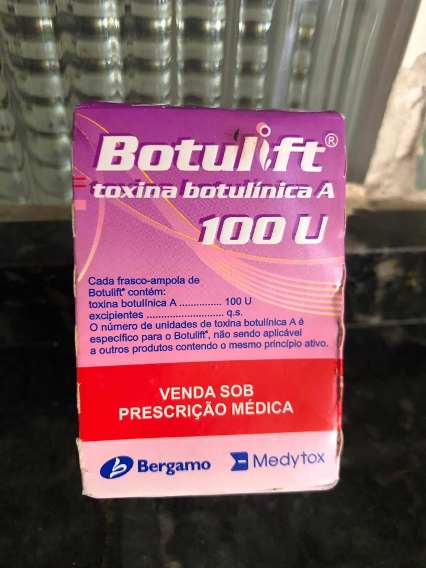 Botulift®
toxina botulínica A
100 U
Cada frasco-ampola de
Botulift® contém:
toxina botulínica A ............... 100 U
excipientes .......................... q.s.
O número de unidades de toxina botulínica A é
específico para o Botulift®, não sendo aplicável
a outros produtos contendo o mesmo princípio ativo.
VENDA SOB
PRESCRIÇÃO MÉDICA
Bergamo Medytox